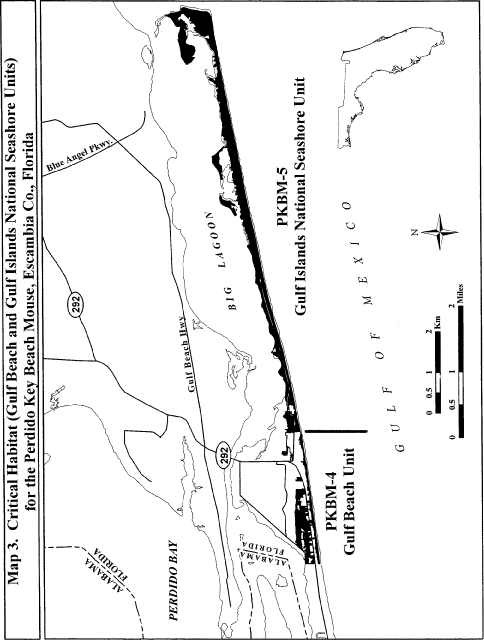 Map 3. Critical Habitat (Gulf Beach and Gulf Islands National Seashore Units)
for the Perdido Key Beach Mouse, Escambia Co., Florida
Blue Angel Pkwy.
292
Gulf Beach Hwy
BIG LAGOON
292
PERDIDO BAY
ALABAMA
FLORIDA
ALABAMA
FLORIDA
PKBM-5
Gulf Islands National Seashore Unit
PKBM-4
Gulf Beach Unit
GULF OF MEXICO
N
0 0.5 1 2 Km
0 0.5 1 2 Miles